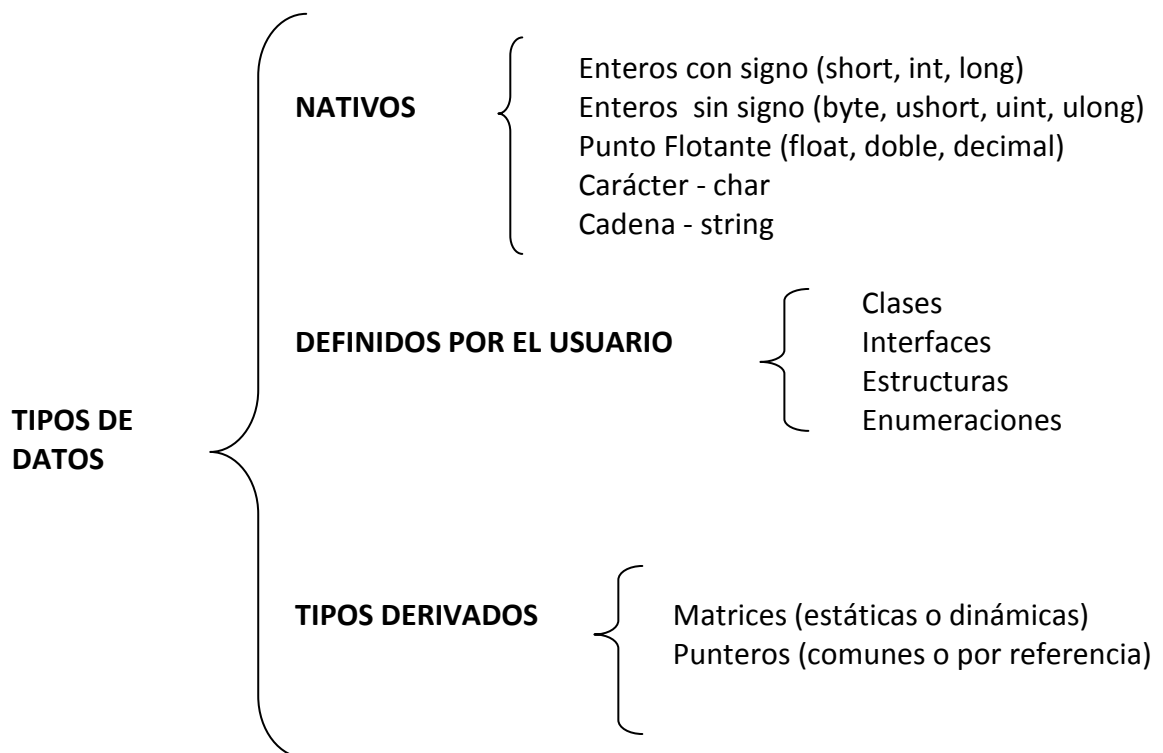 TIPOS DE
DATOS
NATIVOS
Enteros con signo (short, int, long)
Enteros  sin signo (byte, ushort, uint, ulong)
Punto Flotante (float, doble, decimal)
Carácter - char
Cadena - string
DEFINIDOS POR EL USUARIO
Clases
Interfaces
Estructuras
Enumeraciones
TIPOS DERIVADOS
Matrices (estáticas o dinámicas)
Punteros (comunes o por referencia)